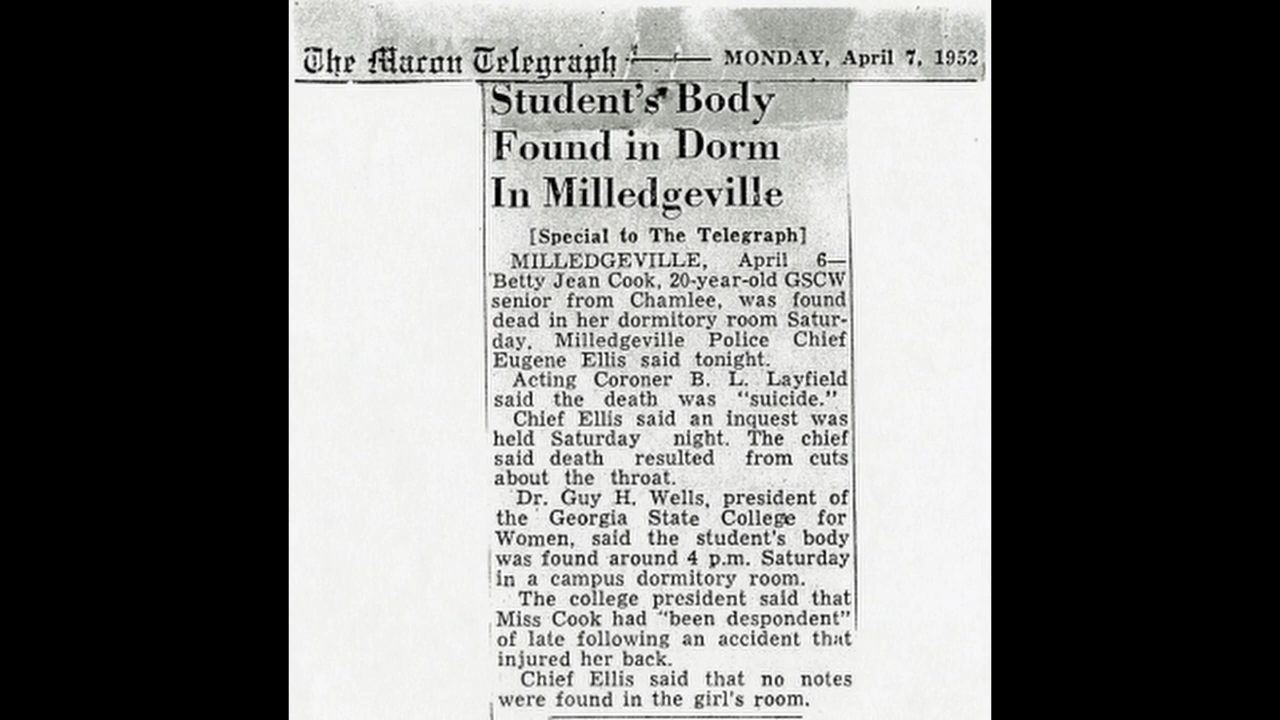 The Macon Telegraph — MONDAY, April 7, 1952
Student's Body
Found in Dorm
In Milledgeville
[Special to The Telegraph]
MILLEDGEVILLE, April 6—
Betty Jean Cook, 20-year-old GSCW
senior from Chamlee, was found
dead in her dormitory room Satur-
day, Milledgeville Police Chief
Eugene Ellis said tonight.
Acting Coroner B. L. Layfield
said the death was "suicide."
Chief Ellis said an inquest was
held Saturday night. The chief
said death resulted from cuts
about the throat.
Dr. Guy H. Wells, president of
the Georgia State College for
Women, said the student's body
was found around 4 p.m. Saturday
in a campus dormitory room.
The college president said that
Miss Cook had "been despondent"
of late following an accident that
injured her back.
Chief Ellis said that no notes
were found in the girl's room.